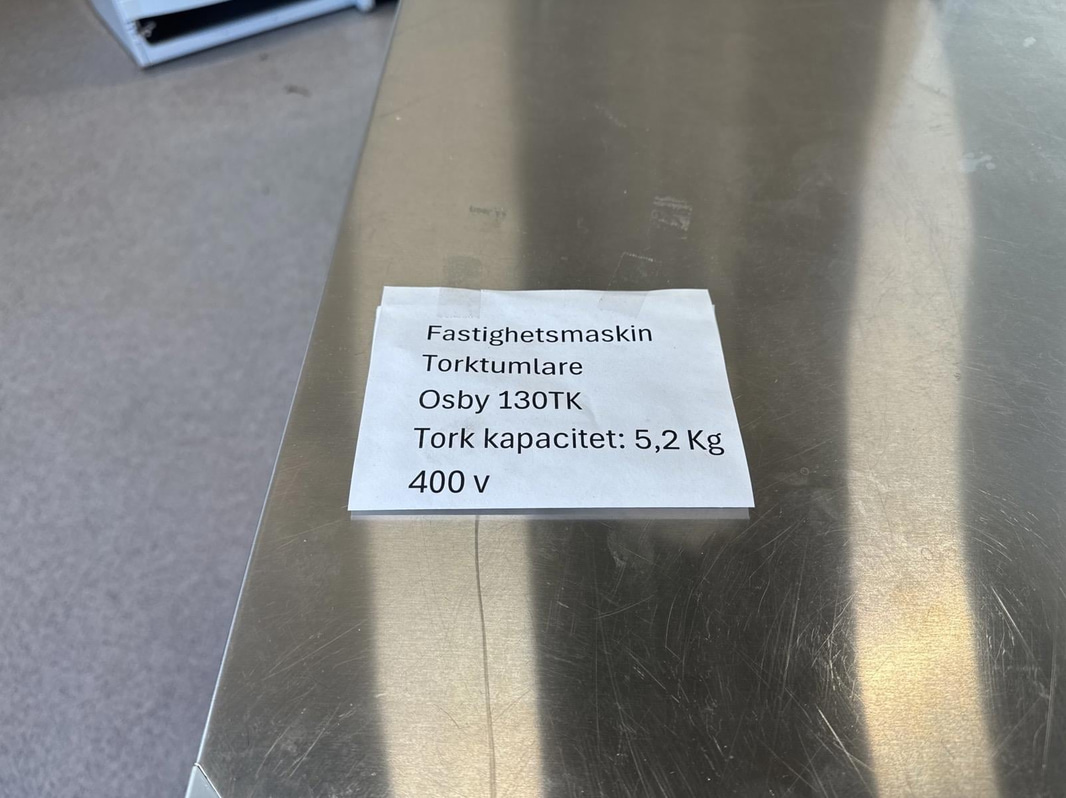 Fastighetsmaskin
Torktumlare
Osby 130TK
Tork kapacitet: 5,2 Kg
400 v